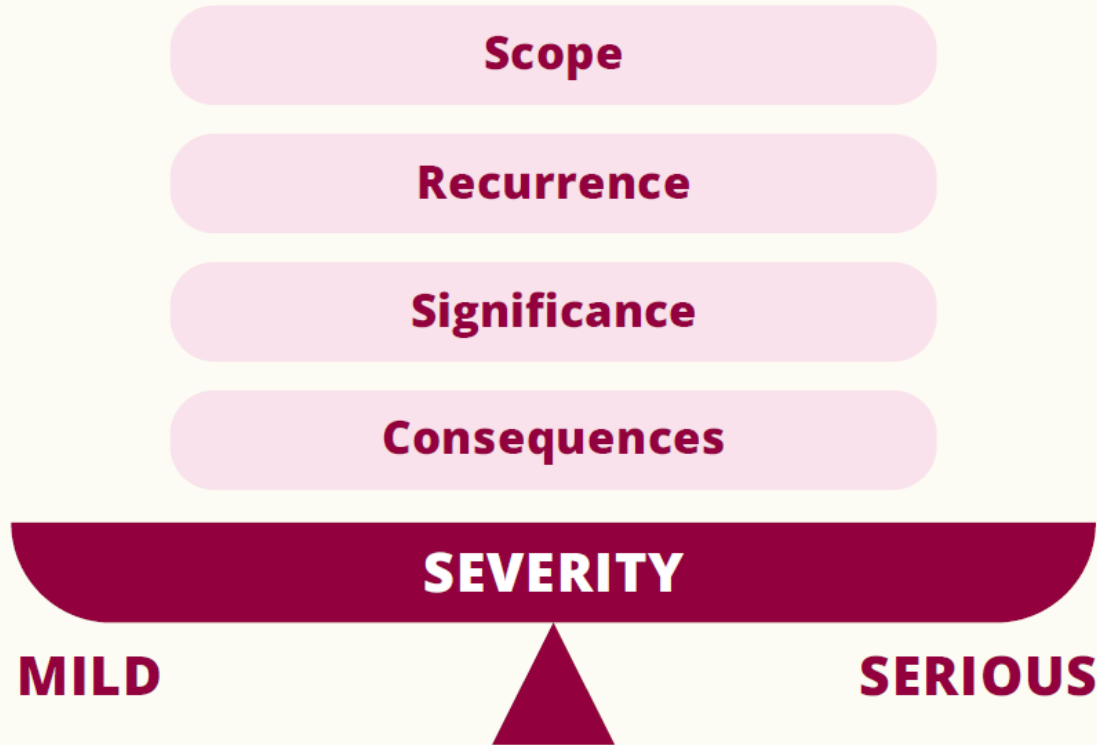 Scope
Recurrence
Significance
Consequences
SEVERITY
MILD
SERIOUS